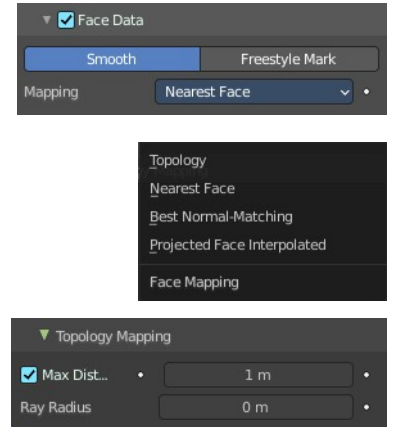 Face Data
Smooth Freestyle Mark
Mapping Nearest Face
Topology
Nearest Face
Best Normal-Matching
Projected Face Interpolated
Face Mapping
Topology Mapping
Max Dist... 1 m
Ray Radius 0 m